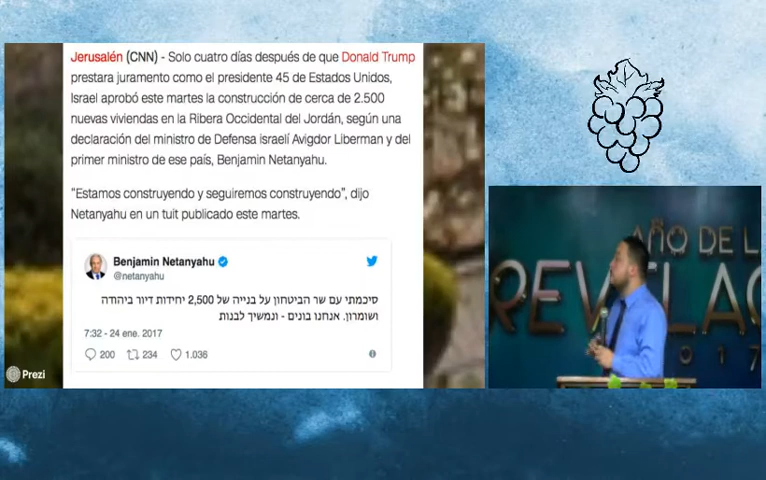 Jerusalén (CNN) - Solo cuatro días después de que Donald Trump
prestara juramento como el presidente 45 de Estados Unidos,
Israel aprobó este martes la construcción de cerca de 2.500
nuevas viviendas en la Ribera Occidental del Jordán, según una
declaración del ministro de Defensa israelí Avigdor Liberman y del
primer ministro de ese país, Benjamin Netanyahu.
“Estamos construyendo y seguiremos construyendo”, dijo
Netanyahu en un tuit publicado este martes.
Benjamin Netanyahu
@netanyahu
סיכמתי עם שר הביטחון על בנייה של 2,500 יחידות דיור ביהודה
ושומרון. אנחנו בונים - ונמשיך לבנות
7:32 - 24 ene. 2017
200 234 1.036
Prezi
AÑO DE L
REVELAC
2017